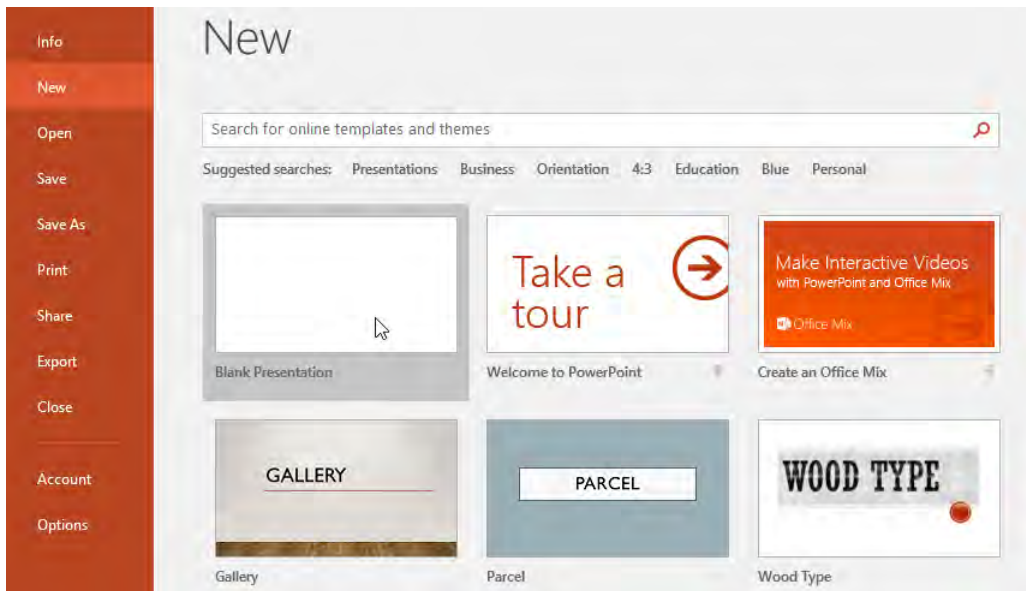 Info
New
Open
Save
Save As
Print
Share
Export
Close
Account
Options
New
Search for online templates and themes
Suggested searches: Presentations Business Orientation 4:3 Education Blue Personal
Blank Presentation
Take a
tour
Welcome to PowerPoint
Make Interactive Videos
with PowerPoint and Office Mix
Office Mix
Create an Office Mix
GALLERY
Gallery
PARCEL
Parcel
WOOD TYPE
Wood Type